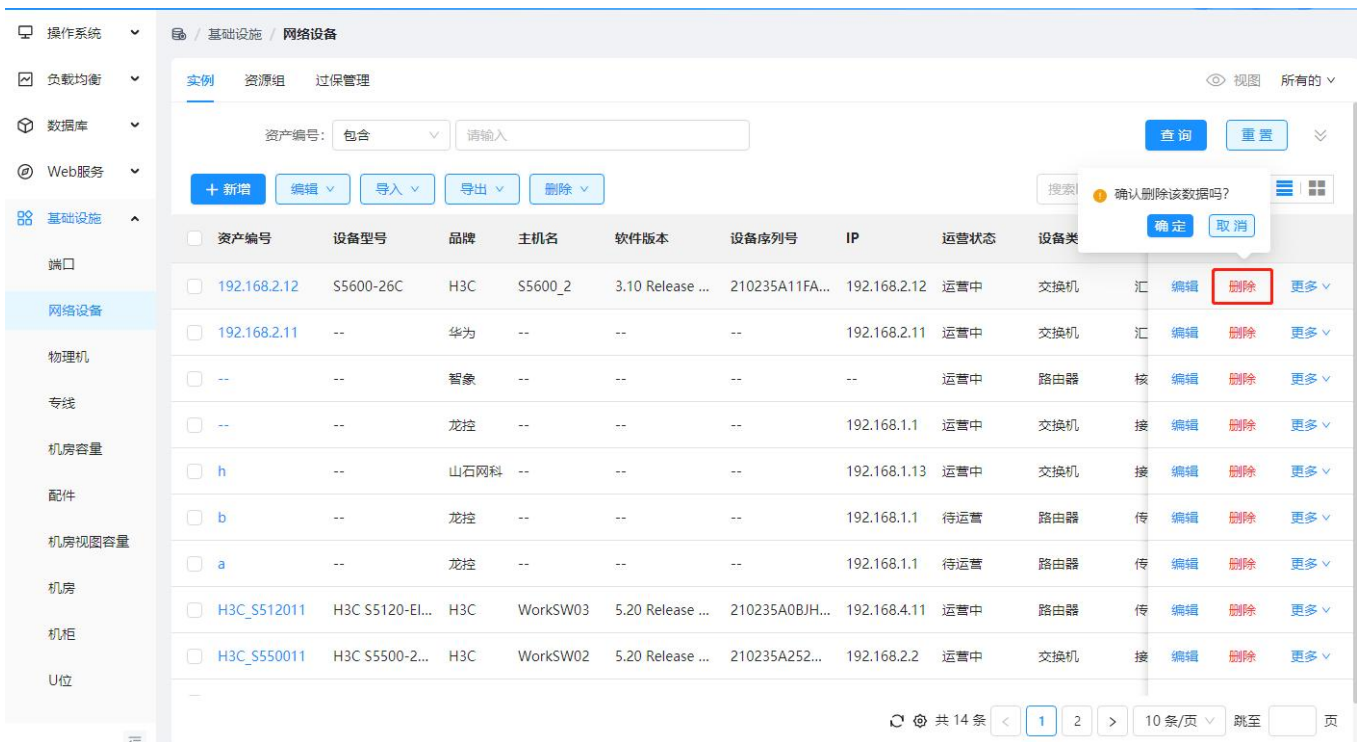 操作系统
负载均衡
数据库
Web服务
基础设施
端口
网络设备
物理机
专线
机房容量
配件
机房视图容量
机房
机柜
U位
/ 基础设施 / 网络设备
实例 资源组 过保管理 视图 所有的
资产编号: 包含 请输入 查询 重置
+ 新增 编辑 导入 导出 删除 搜索
确认删除该数据吗?
确定 取消
资产编号 设备型号 品牌 主机名 软件版本 设备序列号 IP 运营状态 设备类
192.168.2.12 S5600-26C H3C S5600_2 3.10 Release ... 210235A11FA... 192.168.2.12 运营中 交换机 汇 编辑 删除 更多
192.168.2.11 -- 华为 -- -- -- 192.168.2.11 运营中 交换机 汇 编辑 删除 更多
-- -- 智象 -- -- -- -- 运营中 路由器 核 编辑 删除 更多
-- -- 龙控 -- -- -- 192.168.1.1 运营中 交换机 接 编辑 删除 更多
h -- 山石网科 -- -- -- 192.168.1.13 运营中 交换机 接 编辑 删除 更多
b -- 龙控 -- -- -- 192.168.1.1 待运营 路由器 传 编辑 删除 更多
a -- 龙控 -- -- -- 192.168.1.1 待运营 路由器 传 编辑 删除 更多
H3C_S512011 H3C S5120-EI... H3C WorkSW03 5.20 Release ... 210235A0BJH... 192.168.4.11 运营中 路由器 传 编辑 删除 更多
H3C_S550011 H3C S5500-2... H3C WorkSW02 5.20 Release ... 210235A252... 192.168.2.2 运营中 交换机 接 编辑 删除 更多
共 14 条 < 1 2 > 10 条/页 跳至 页